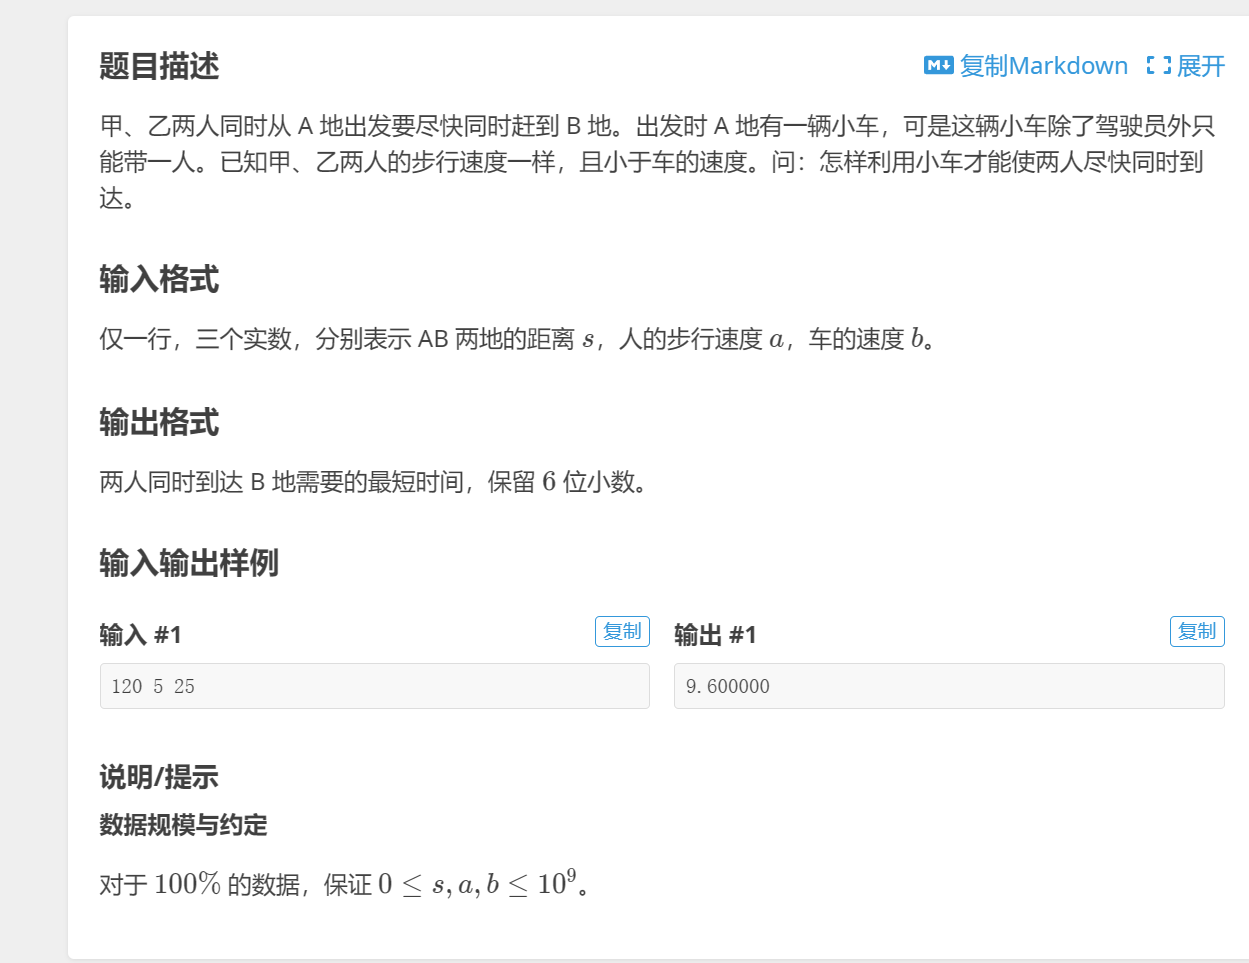 题目描述
复制Markdown 展开
甲、乙两人同时从 A 地出发要尽快同时赶到 B 地。出发时 A 地有一辆小车，可是这辆小车除了驾驶员外只
能带一人。已知甲、乙两人的步行速度一样，且小于车的速度。问：怎样利用小车才能使两人尽快同时到
达。
输入格式
仅一行，三个实数，分别表示 AB 两地的距离 s，人的步行速度 a，车的速度 b。
输出格式
两人同时到达 B 地需要的最短时间，保留 6 位小数。
输入输出样例
输入 #1 复制
120 5 25
输出 #1 复制
9.600000
说明/提示
数据规模与约定
对于 100% 的数据，保证 0 ≤ s, a, b ≤ 10⁹。